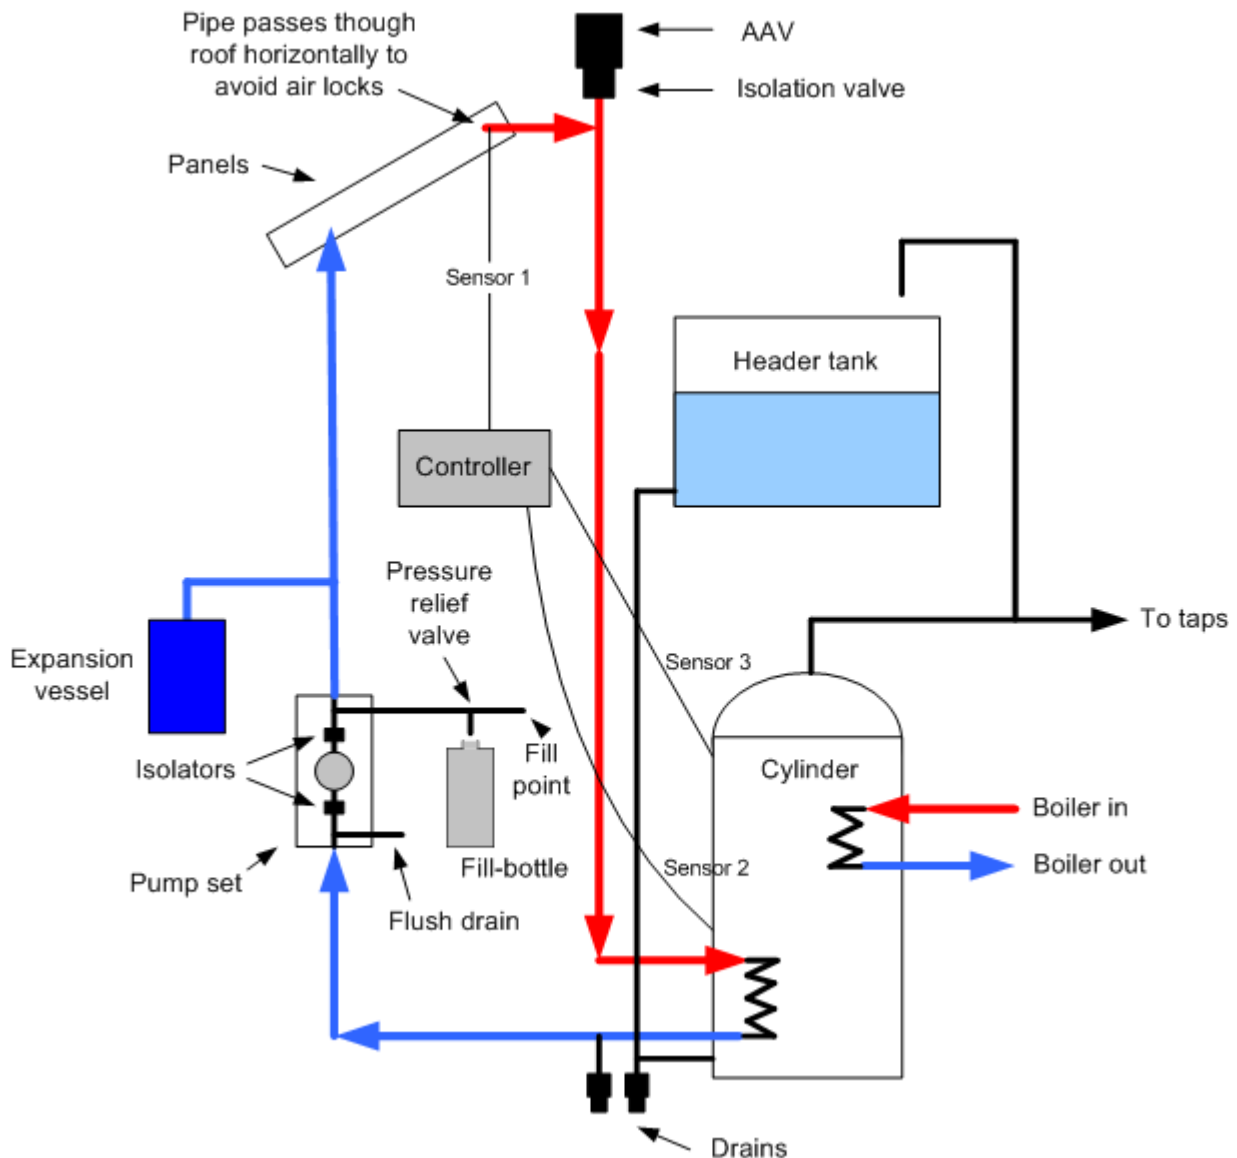 Pipe passes though
roof horizontally to
avoid air locks
AAV
Isolation valve
Panels
Sensor 1
Header tank
Controller
Pressure
relief
valve
To taps
Expansion
vessel
Sensor 3
Isolators
Fill
point
Cylinder
Boiler in
Boiler out
Fill-bottle
Sensor 2
Pump set
Flush drain
Drains